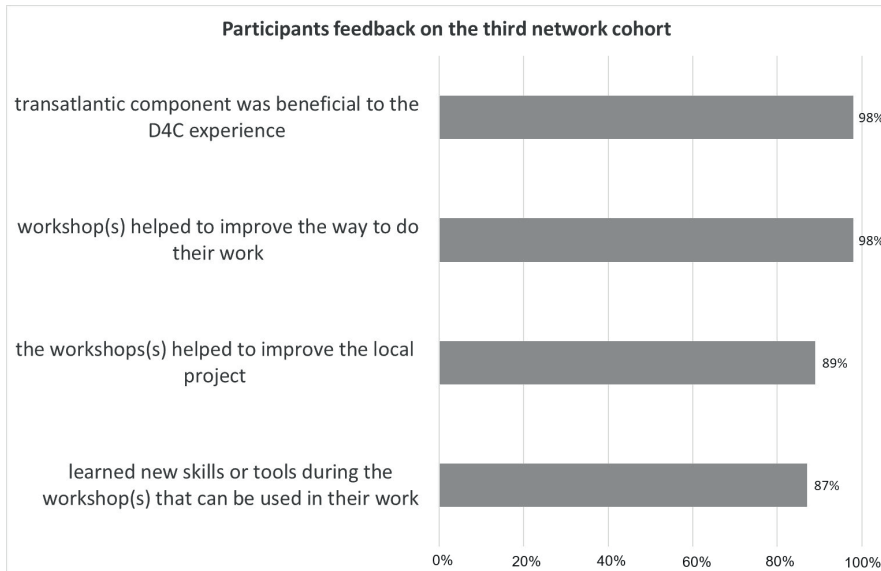 Participants feedback on the third network cohort
transatlantic component was beneficial to the
D4C experience
98%
workshop(s) helped to improve the way to do
their work
98%
the workshops(s) helped to improve the local
project
89%
learned new skills or tools during the
workshop(s) that can be used in their work
87%
0% 20% 40% 60% 80% 100%